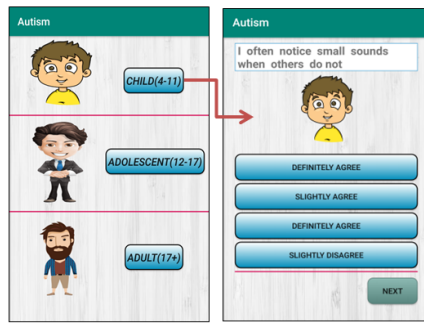 Autism
CHILD(4-11)
ADOLESCENT(12-17)
ADULT(17+)
Autism
I often notice small sounds
when others do not
DEFINITELY AGREE
SLIGHTLY AGREE
DEFINITELY AGREE
SLIGHTLY DISAGREE
NEXT